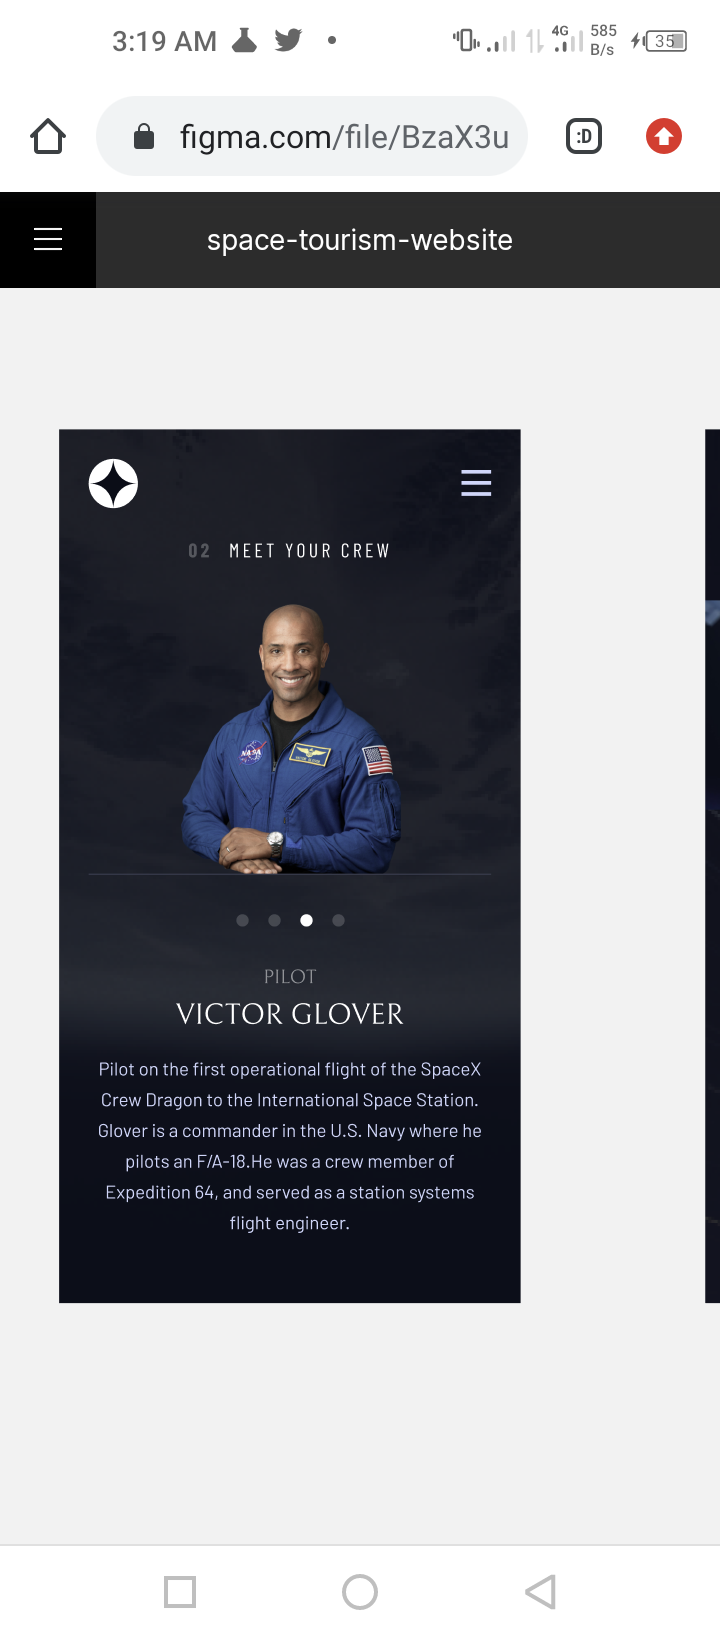 3:19 AM
4G
585
B/s
35
figma.com/file/BzaX3u
:D
space-tourism-website
02 MEET YOUR CREW
NASA
PILOT
VICTOR GLOVER
Pilot on the first operational flight of the SpaceX
Crew Dragon to the International Space Station.
Glover is a commander in the U.S. Navy where he
pilots an F/A-18.He was a crew member of
Expedition 64, and served as a station systems
flight engineer.